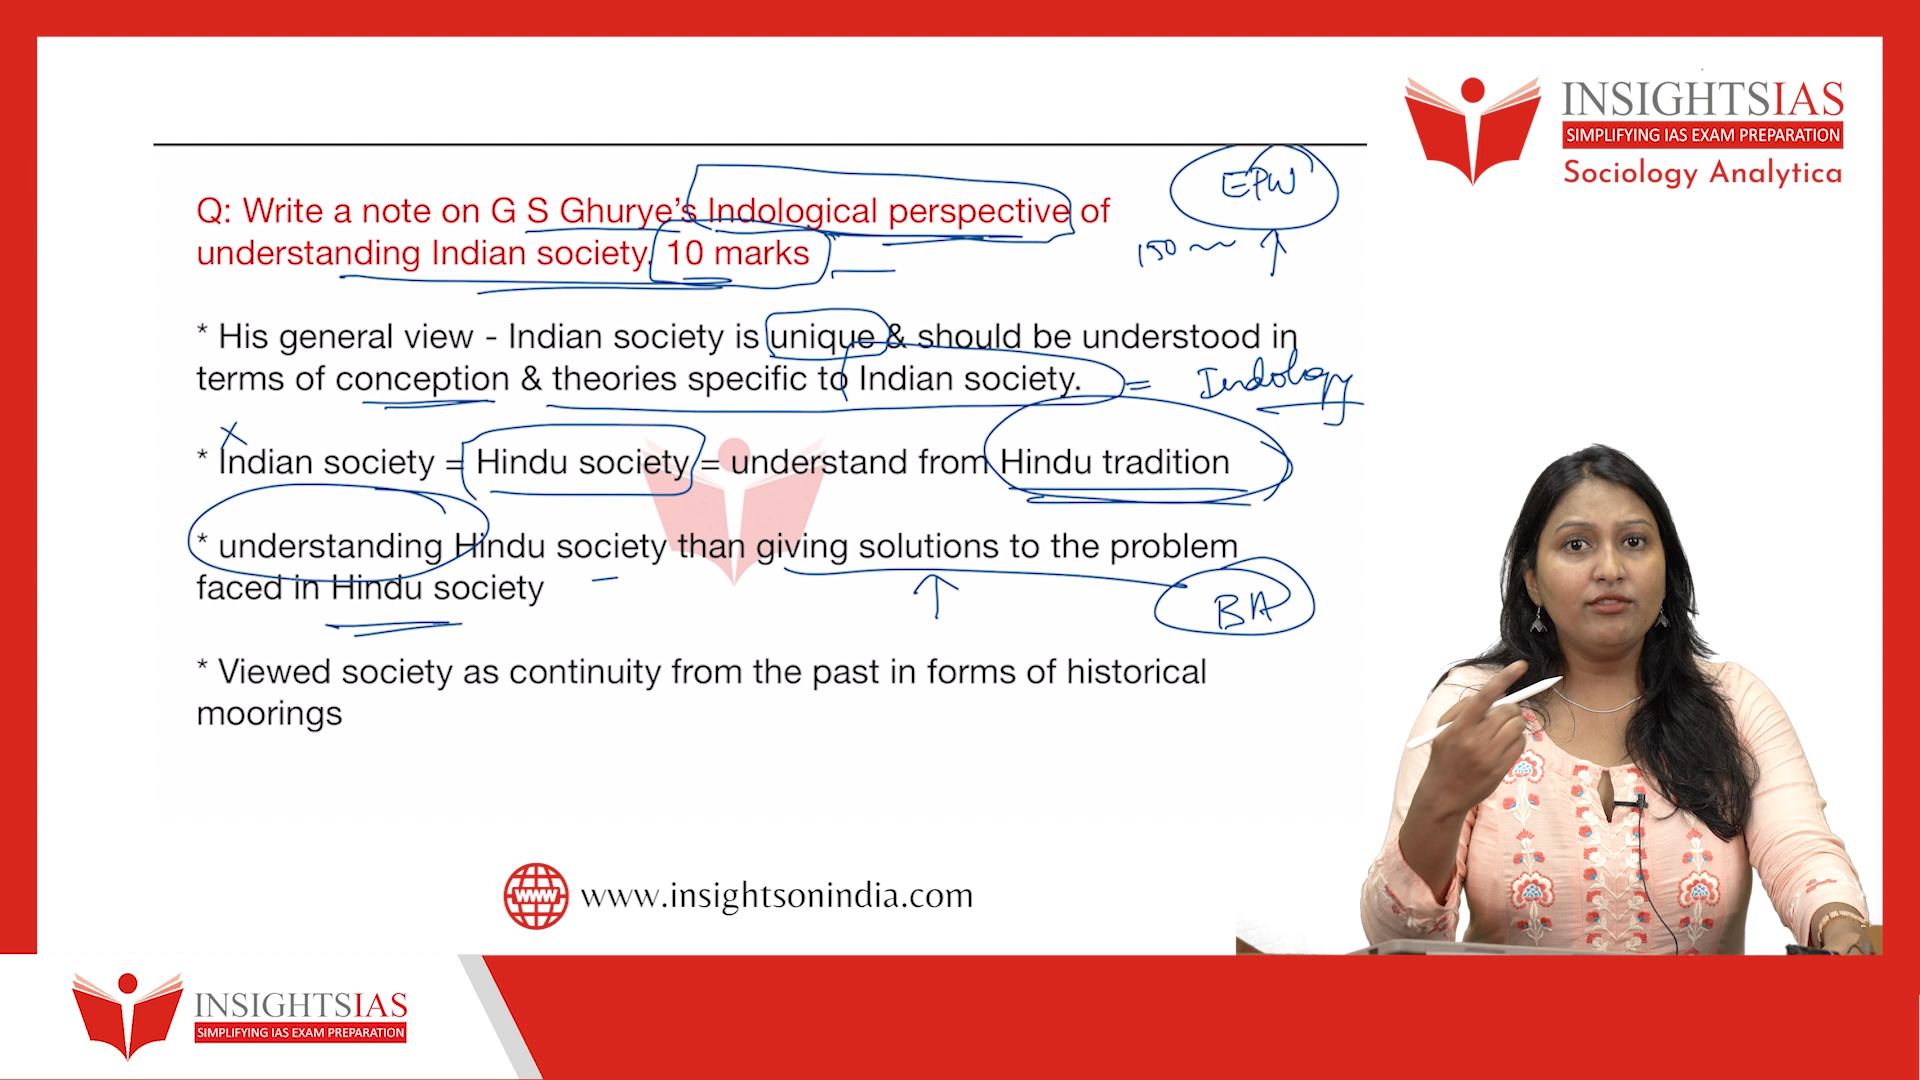 INSIGHTSIAS
SIMPLIFYING IAS EXAM PREPARATION
Sociology Analytica
EPW
Q: Write a note on G S Ghurye's Indological perspective of
understanding Indian society. 10 marks
150
* His general view - Indian society is unique & should be understood in
terms of conception & theories specific to Indian society.
= Indology
* Indian society = Hindu society = understand from Hindu tradition
* understanding Hindu society than giving solutions to the problem
faced in Hindu society
BA
* Viewed society as continuity from the past in forms of historical
moorings
www
www.insightsonindia.com
INSIGHTSIAS
SIMPLIFYING IAS EXAM PREPARATION